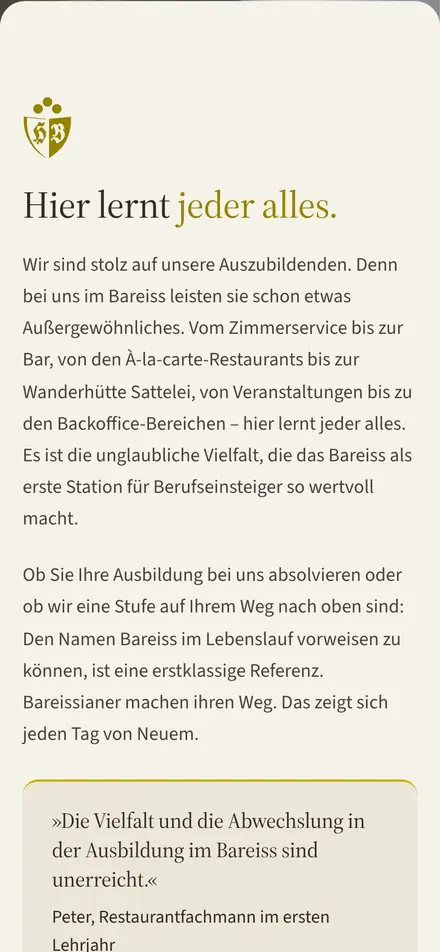 HB
Hier lernt jeder alles.
Wir sind stolz auf unsere Auszubildenden. Denn
bei uns im Bareiss leisten sie schon etwas
Außergewöhnliches. Vom Zimmerservice bis zur
Bar, von den À-la-carte-Restaurants bis zur
Wanderhütte Sattelei, von Veranstaltungen bis zu
den Backoffice-Bereichen – hier lernt jeder alles.
Es ist die unglaubliche Vielfalt, die das Bareiss als
erste Station für Berufseinsteiger so wertvoll
macht.
Ob Sie Ihre Ausbildung bei uns absolvieren oder
ob wir eine Stufe auf Ihrem Weg nach oben sind:
Den Namen Bareiss im Lebenslauf vorweisen zu
können, ist eine erstklassige Referenz.
Bareissianer machen ihren Weg. Das zeigt sich
jeden Tag von Neuem.
»Die Vielfalt und die Abwechslung in
der Ausbildung im Bareiss sind
unerreicht.«
Peter, Restaurantfachmann im ersten
Lehrjahr